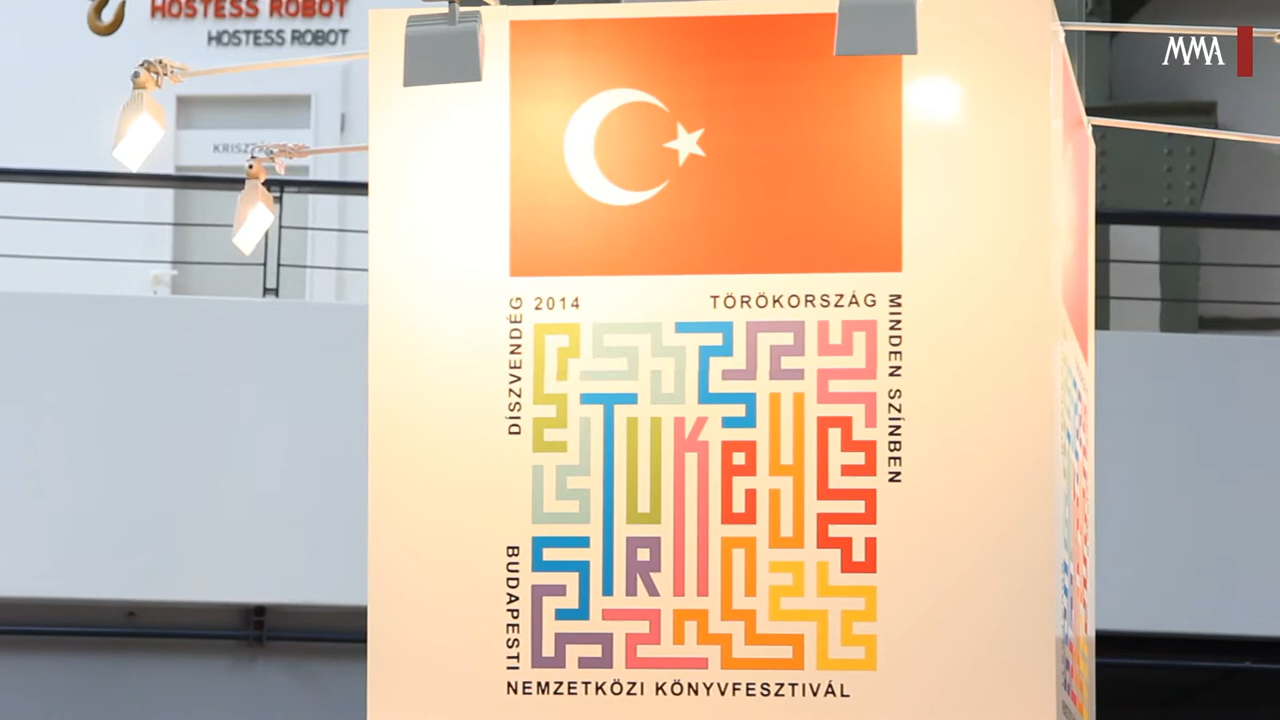 HOSTESS ROBOT
HOSTESS ROBOT
MMA
2014
TÖRÖKORSZÁG
DÍSZVENDÉG
MINDEN SZÍNBEN
TURKEY
BUDAPESTI
NEMZETKÖZI KÖNYVFESZTIVÁL